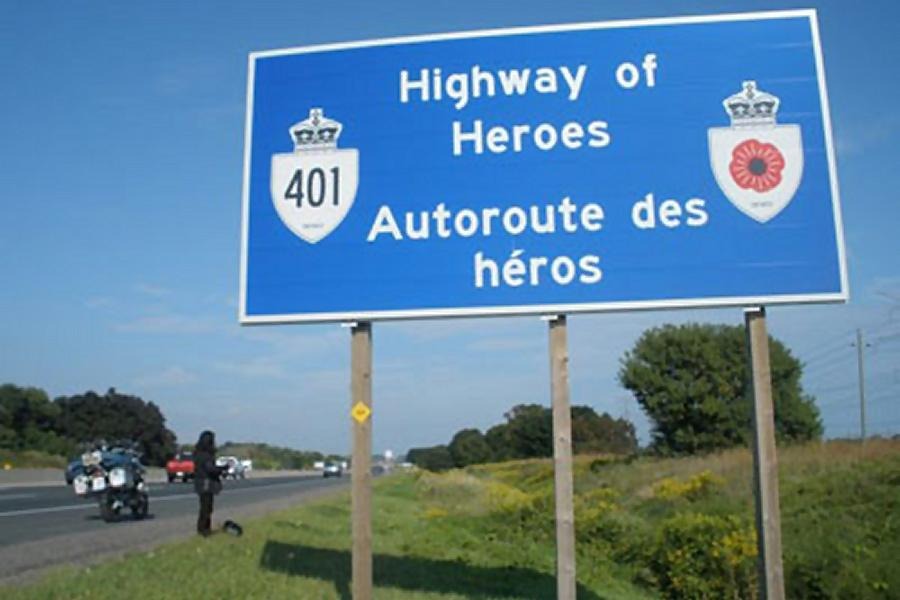 Highway of
Heroes
401
Autoroute des
héros